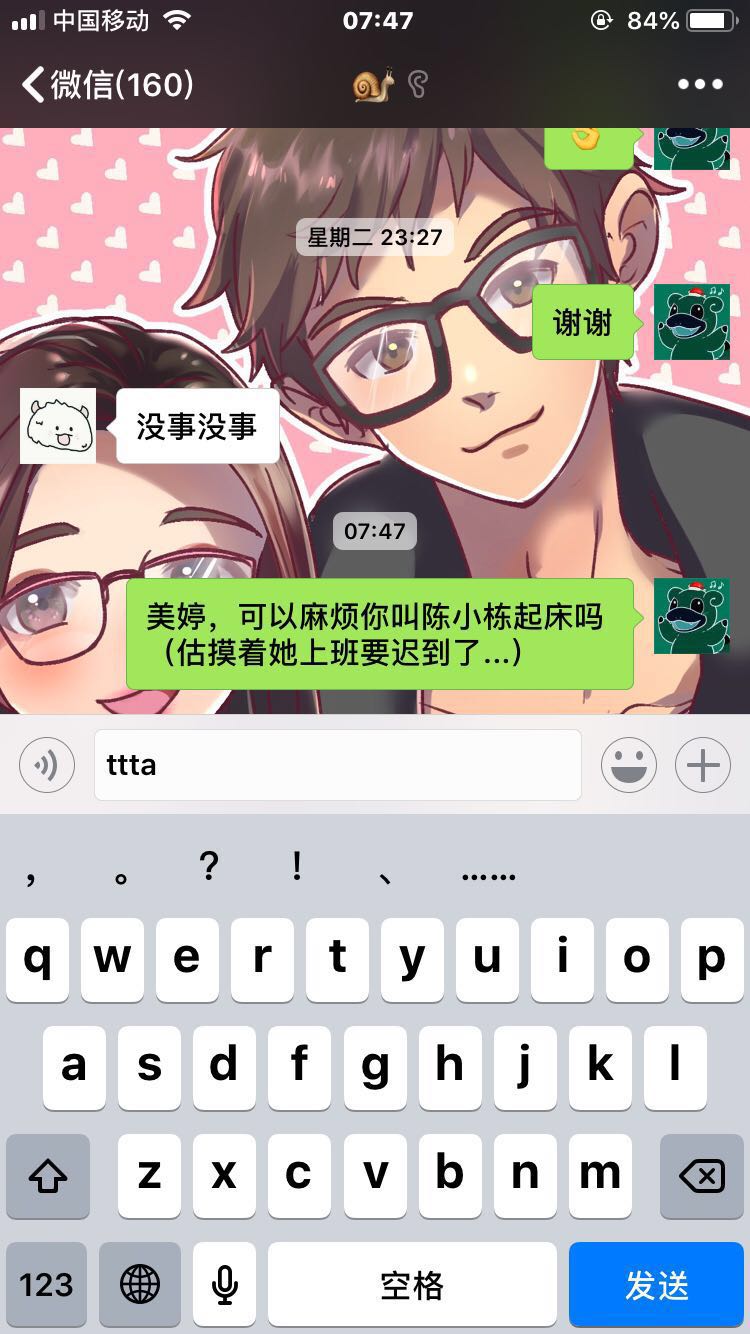 中国移动 07:47 84%
微信(160) 🐌👂
星期二 23:27
谢谢
没事没事
07:47
美婷，可以麻烦你叫陈小栋起床吗
（估摸着她上班要迟到了...）
ttta
， 。 ？ ！ 、 ……
q w e r t y u i o p
a s d f g h j k l
z x c v b n m
123 空格 发送